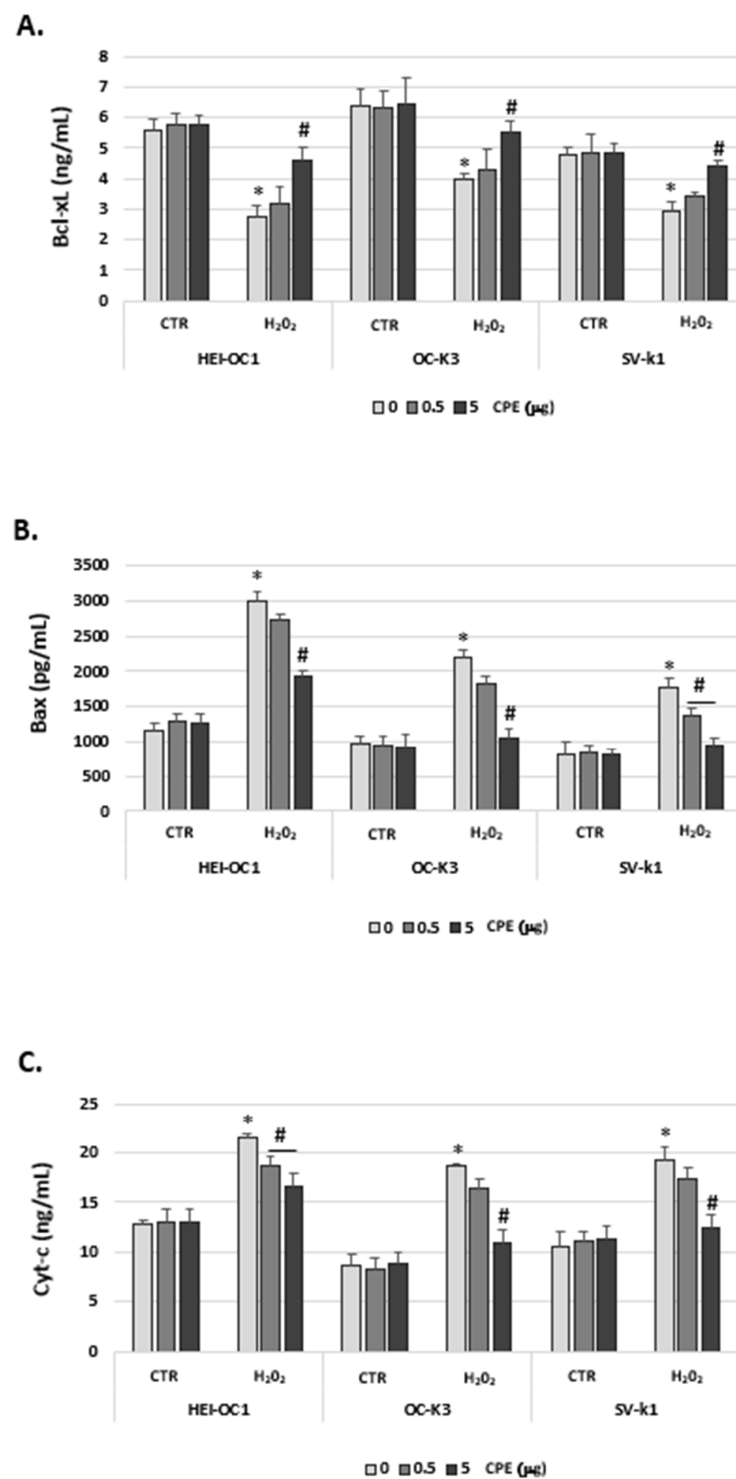 A.
Bcl-xL (ng/mL)
8
7
6
5
4
3
2
1
0
# # #
* * *
CTR H₂O₂ CTR H₂O₂ CTR H₂O₂
HEI-OC1 OC-K3 SV-k1
0 0.5 5 CPE (µg)
B.
Bax (pg/mL)
3500
3000
2500
2000
1500
1000
500
0
* * *
# # #
CTR H₂O₂ CTR H₂O₂ CTR H₂O₂
HEI-OC1 OC-K3 SV-k1
0 0.5 5 CPE (µg)
C.
Cyt-c (ng/mL)
25
20
15
10
5
0
* * *
# # #
CTR H₂O₂ CTR H₂O₂ CTR H₂O₂
HEI-OC1 OC-K3 SV-k1
0 0.5 5 CPE (µg)